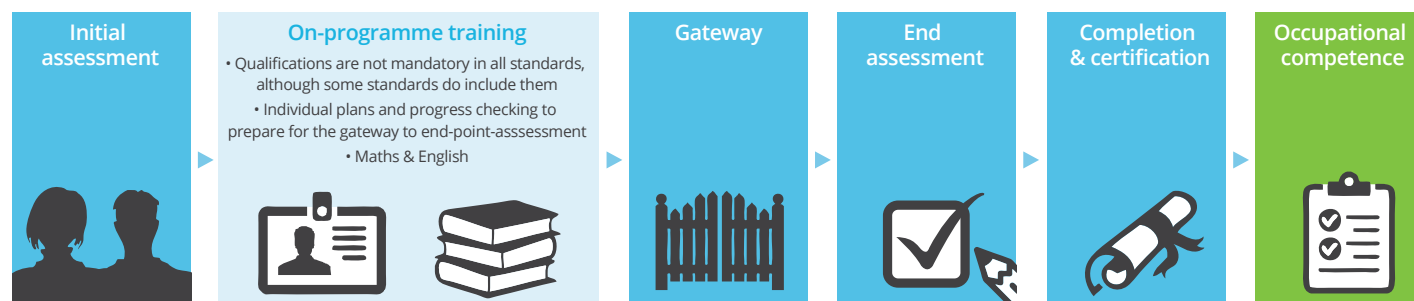 Initial
assessment
On-programme training
• Qualifications are not mandatory in all standards,
although some standards do include them
• Individual plans and progress checking to
prepare for the gateway to end-point-asssessment
• Maths & English
Gateway
End
assessment
Completion
& certification
Occupational
competence